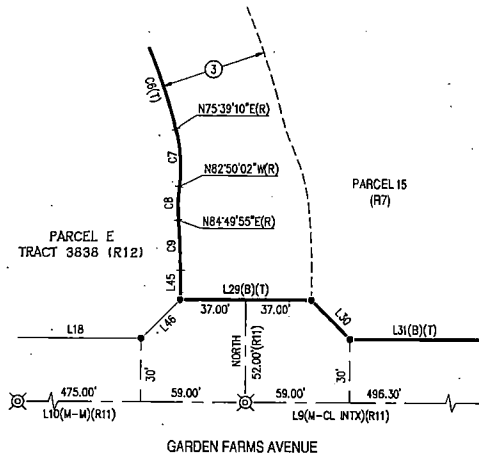 3
C6(T)
N75°39'10"E(R)
C7
N82°50'02"W(R)
C8
N84°49'55"E(R)
C9
PARCEL 15
(R7)
PARCEL E
TRACT 3838 (R12)
L45
L29(B)(T)
37.00' 37.00'
L46
L30
L18
L31(B)(T)
NORTH
52.00'(R11)
30'
30'
475.00' 59.00' 59.00' 496.30'
L10(M-M)(R11) L9(M-CL INTX)(R11)
GARDEN FARMS AVENUE